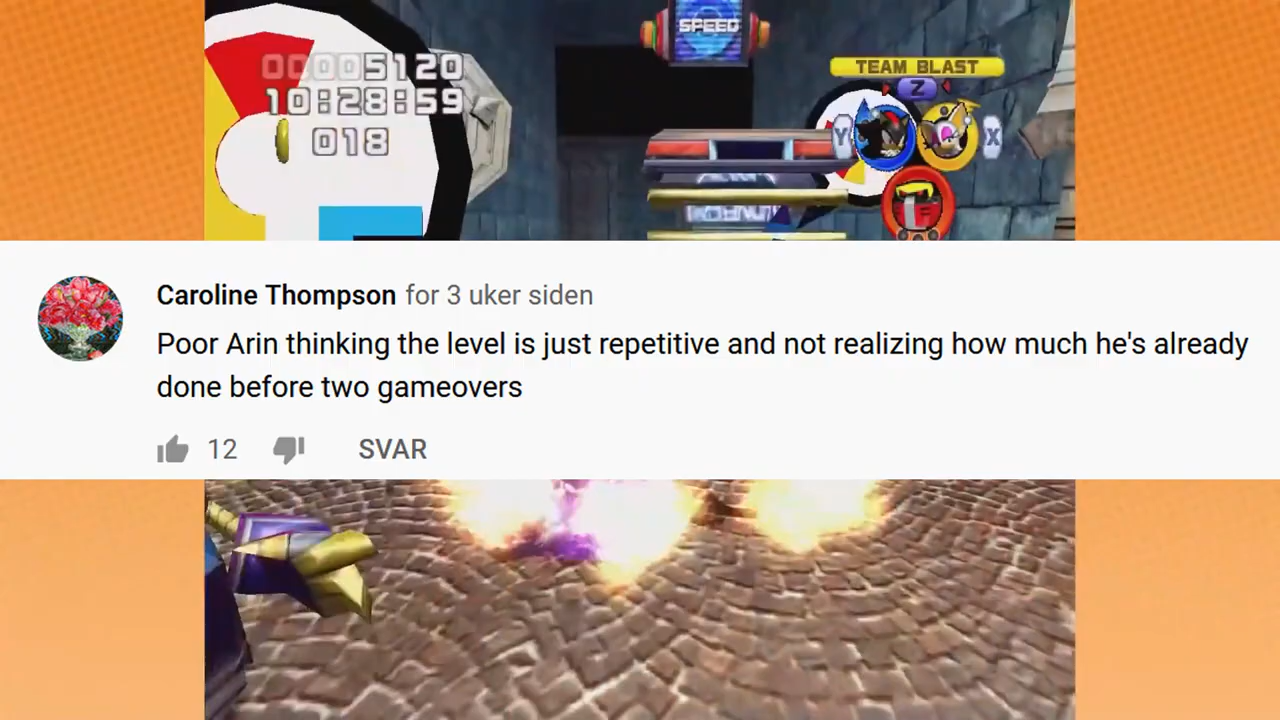 SPEED
00005120
10:28:59
018
TEAM BLAST
Z
Y
X
Caroline Thompson for 3 uker siden
Poor Arin thinking the level is just repetitive and not realizing how much he's already
done before two gameovers
12 SVAR